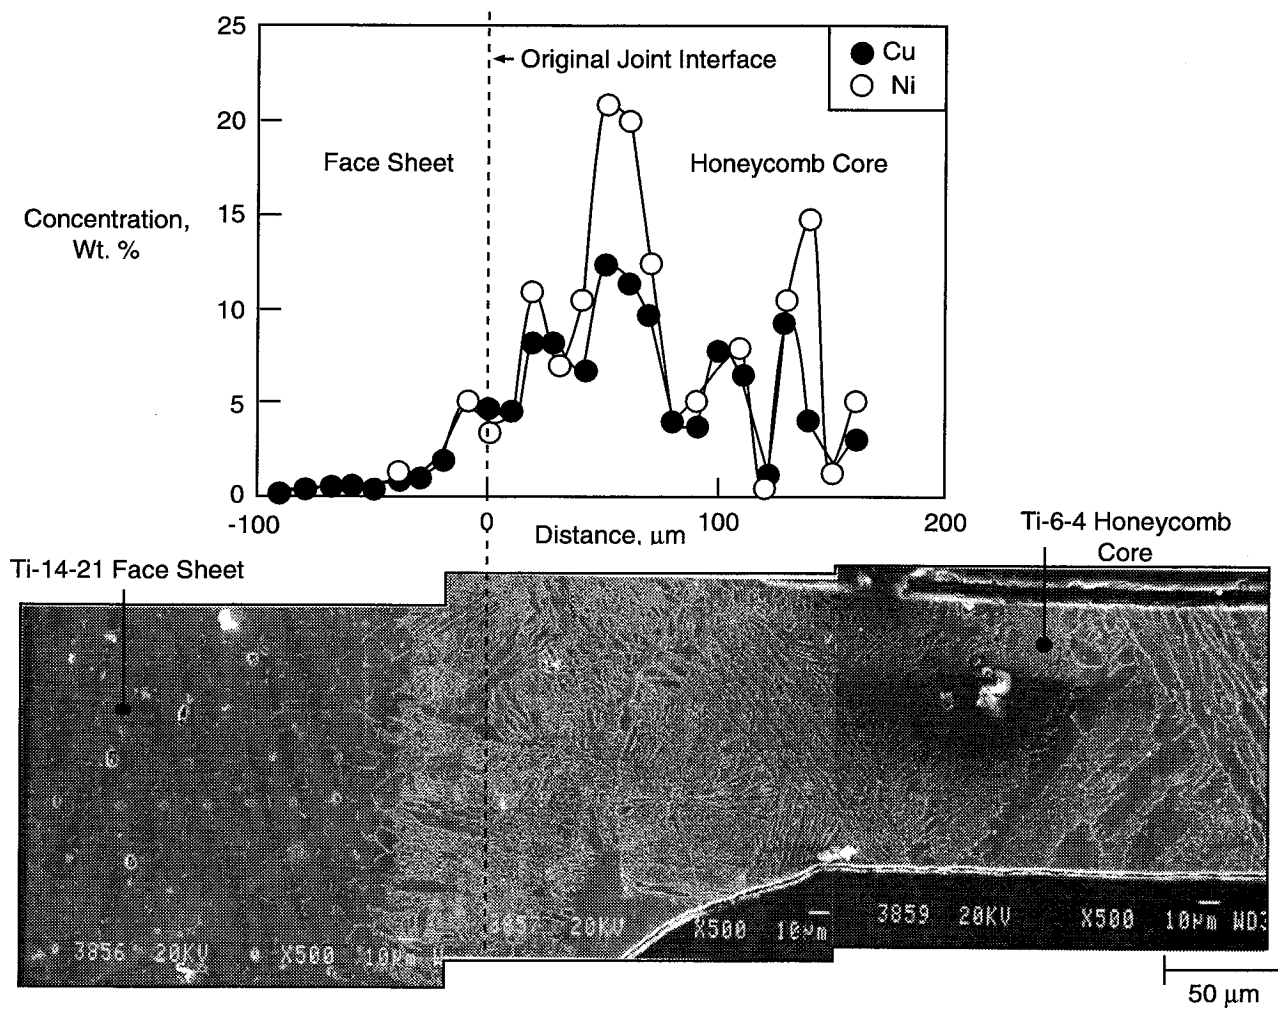 25
Original Joint Interface
Cu
Ni
20
Face Sheet
Honeycomb Core
Concentration,
Wt. %
15
10
5
0
-100
0
100
200
Distance, μm
Ti-6-4 Honeycomb
Core
Ti-14-21 Face Sheet
3859 20KV X500 10μm WD3
3857 20KV X500 10μm
3856 20KV X500 10μm
50 μm